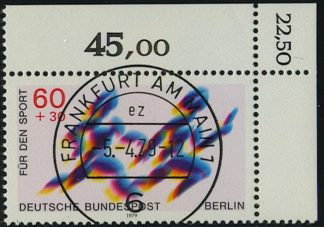 45,00
22,50
60
+ 30
FÜR DEN SPORT
FRANKFURT AM MAIN 1
ez
-5.-4.79-12
6
1979
DEUTSCHE BUNDESPOST BERLIN